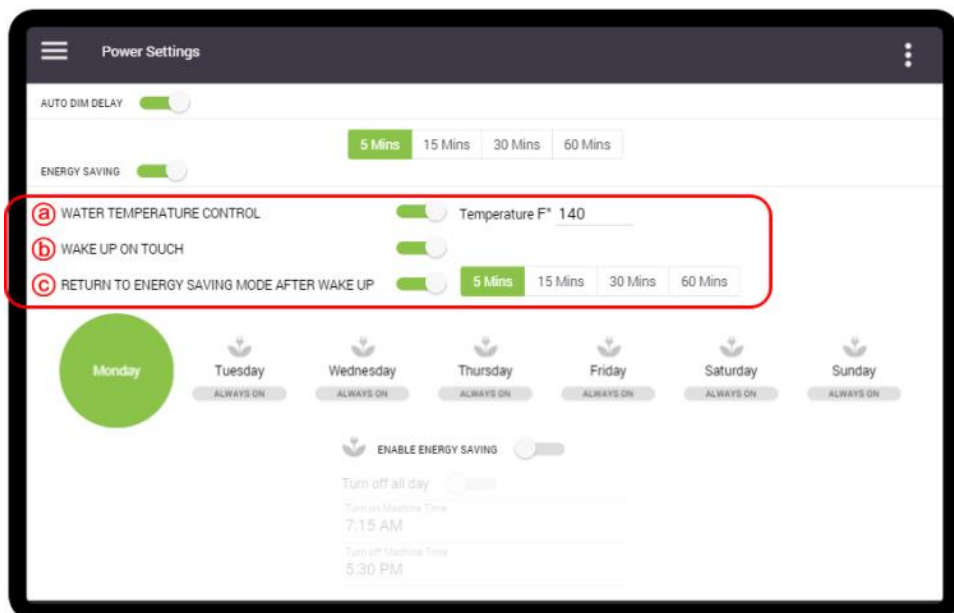 Power Settings
AUTO DIM DELAY
5 Mins 15 Mins 30 Mins 60 Mins
ENERGY SAVING
ⓐ WATER TEMPERATURE CONTROL Temperature F° 140
ⓑ WAKE UP ON TOUCH
ⓒ RETURN TO ENERGY SAVING MODE AFTER WAKE UP 5 Mins 15 Mins 30 Mins 60 Mins
Monday Tuesday Wednesday Thursday Friday Saturday Sunday
ALWAYS ON ALWAYS ON ALWAYS ON ALWAYS ON ALWAYS ON ALWAYS ON
ENABLE ENERGY SAVING
Turn off all day
Turn on Machine Time
7:15 AM
Turn off Machine Time
5:30 PM